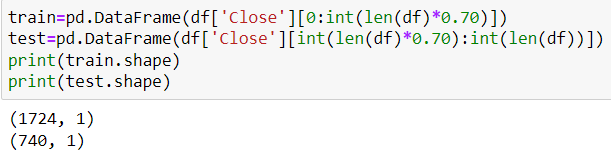 train=pd.DataFrame(df['Close'][0:int(len(df)*0.70)])
test=pd.DataFrame(df['Close'][int(len(df)*0.70):int(len(df))])
print(train.shape)
print(test.shape)
(1724, 1)
(740, 1)